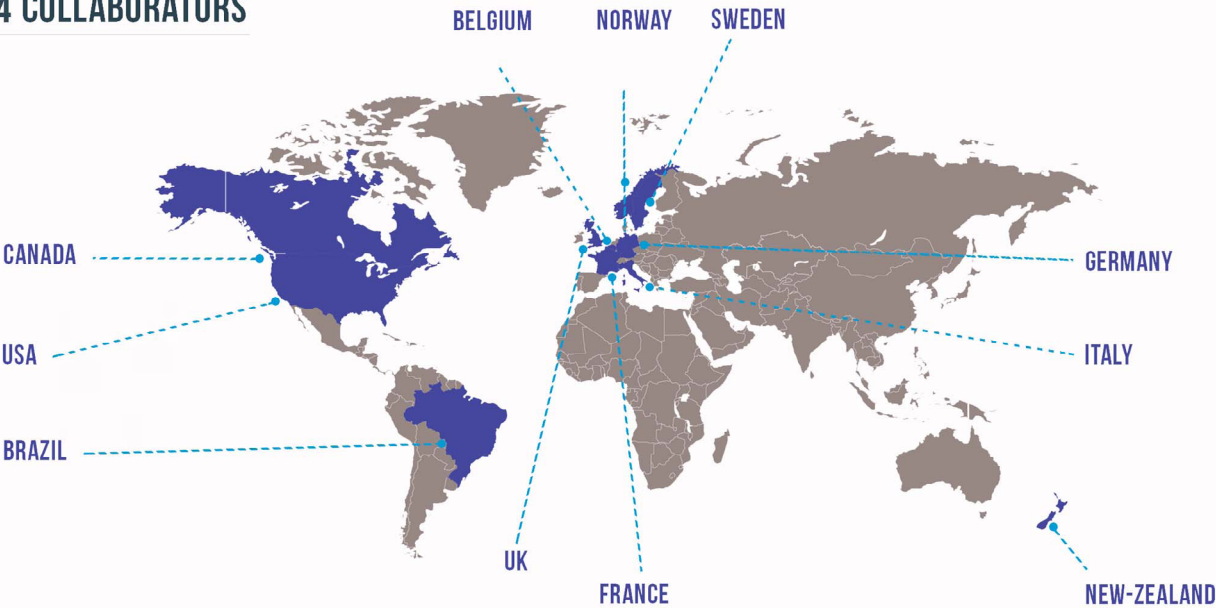 4 COLLABORATORS
BELGIUM
NORWAY
SWEDEN
CANADA
GERMANY
USA
ITALY
BRAZIL
UK
FRANCE
NEW-ZEALAND